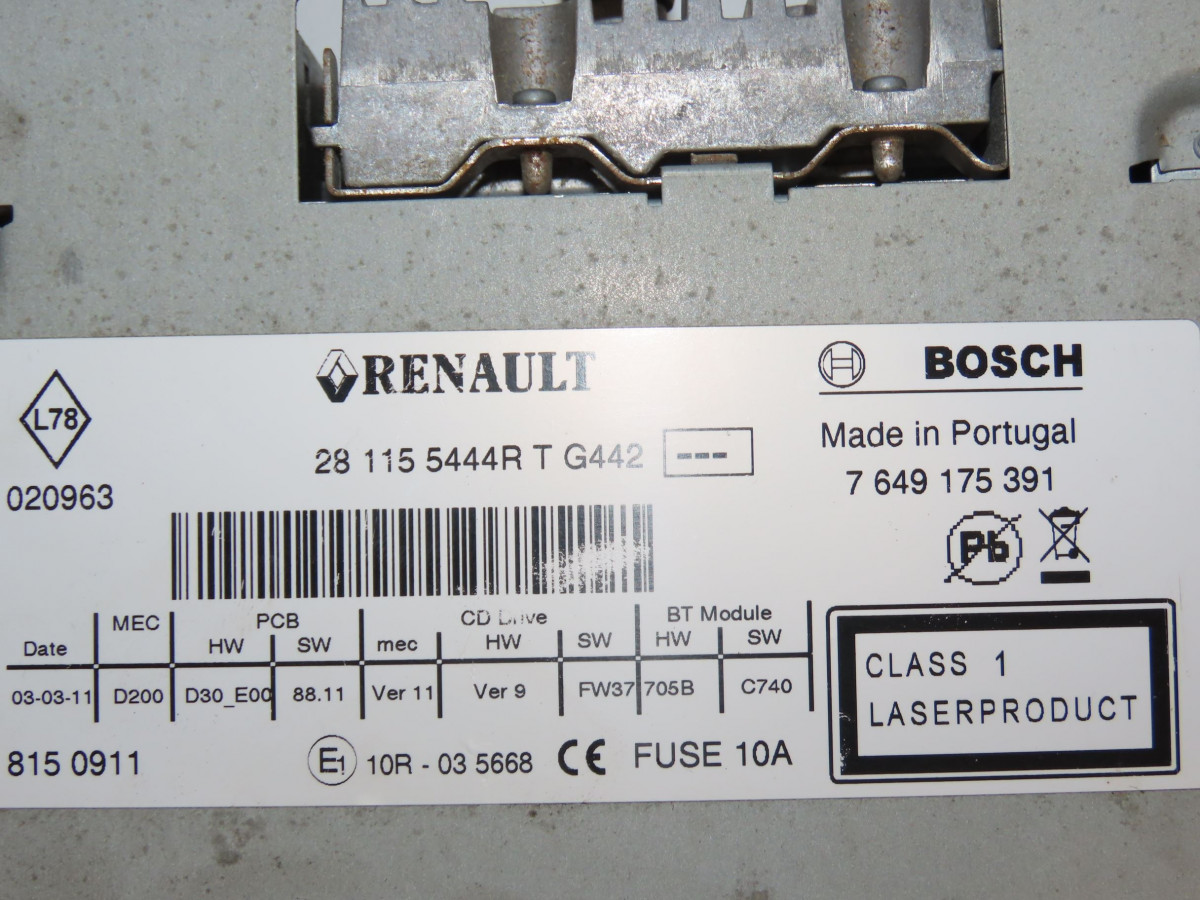 RENAULT
BOSCH
L78
Made in Portugal
28 115 5444R T G442 ---
7 649 175 391
020963
Pb
PCB CD Drive BT Module
Date MEC HW SW mec HW SW HW SW
03-03-11 D200 D30_E00 88.11 Ver 11 Ver 9 FW37 705B C740
CLASS 1
LASERPRODUCT
815 0911 E1 10R - 03 5668 CE FUSE 10A